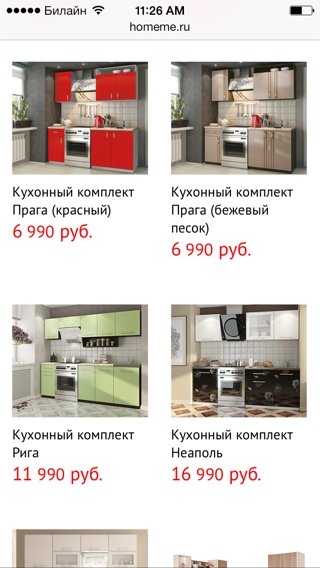 Билайн 11:26 AM
homeme.ru
Кухонный комплект
Прага (красный)
6 990 руб.
Кухонный комплект
Прага (бежевый
песок)
6 990 руб.
Кухонный комплект
Рига
11 990 руб.
Кухонный комплект
Неаполь
16 990 руб.